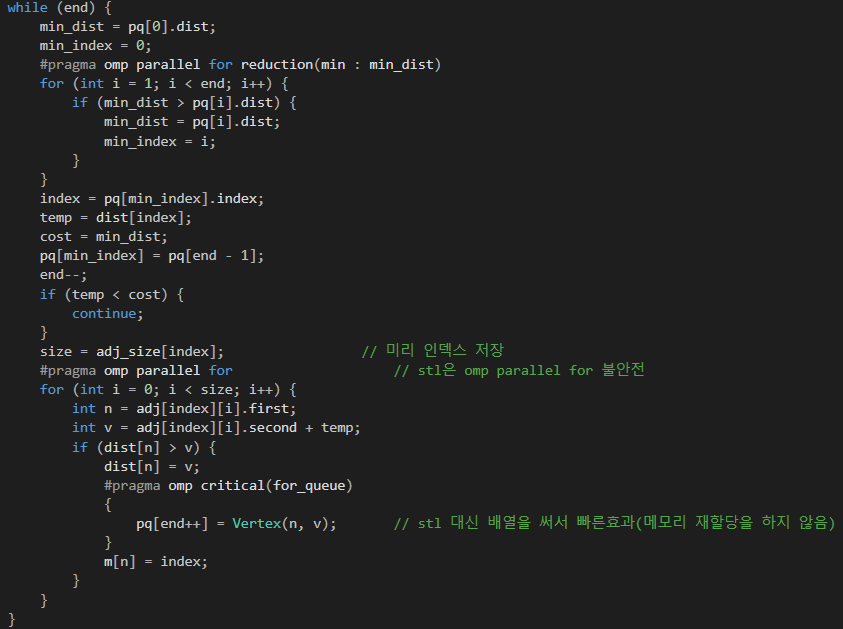 while (end) {
    min_dist = pq[0].dist;
    min_index = 0;
    #pragma omp parallel for reduction(min : min_dist)
    for (int i = 1; i < end; i++) {
        if (min_dist > pq[i].dist) {
            min_dist = pq[i].dist;
            min_index = i;
        }
    }
    index = pq[min_index].index;
    temp = dist[index];
    cost = min_dist;
    pq[min_index] = pq[end - 1];
    end--;
    if (temp < cost) {
        continue;
    }
    size = adj_size[index];                 // 미리 인덱스 저장
    #pragma omp parallel for                    // stl은 omp parallel for 불안전
    for (int i = 0; i < size; i++) {
        int n = adj[index][i].first;
        int v = adj[index][i].second + temp;
        if (dist[n] > v) {
            dist[n] = v;
            #pragma omp critical(for_queue)
            {
                pq[end++] = Vertex(n, v);       // stl 대신 배열을 써서 빠른효과(메모리 재할당을 하지 않음)
            }
            m[n] = index;
        }
    }
}